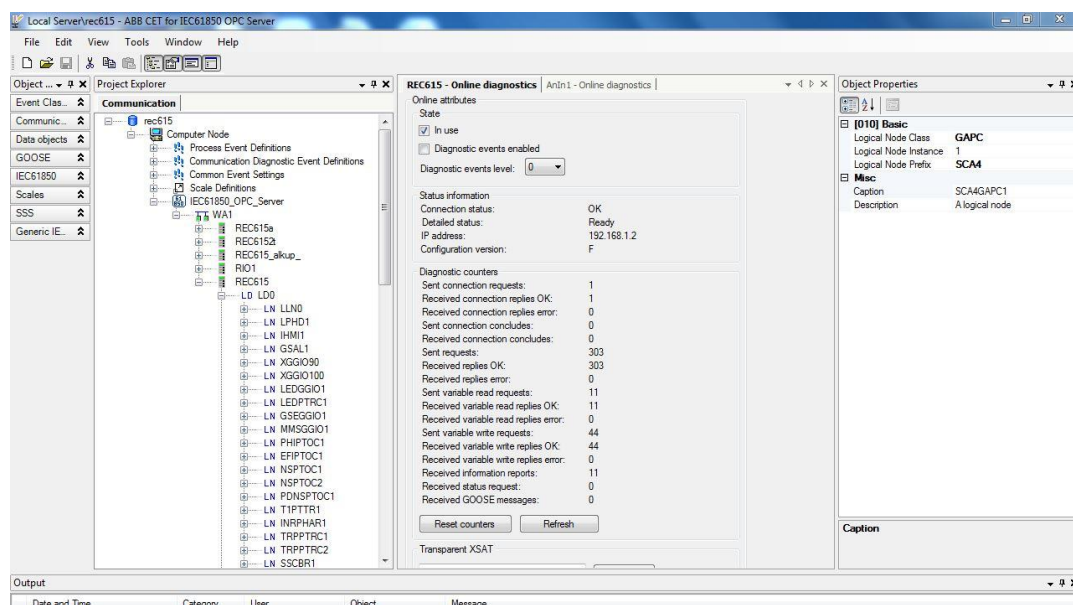 Local Server\rec615 - ABB CET for IEC61850 OPC Server
File Edit View Tools Window Help
Object ...
Event Clas...
Communic...
Data objects
GOOSE
IEC61850
Scales
SSS
Generic IE...
Project Explorer
Communication
rec615
Computer Node
Process Event Definitions
Communication Diagnostic Event Definitions
Common Event Settings
Scale Definitions
IEC61850_OPC_Server
WA1
REC615a
REC6152t
REC615_alkup_
RIO1
REC615
LD LD0
LN LLN0
LN LPHD1
LN IHMI1
LN GSAL1
LN XGGIO90
LN XGGIO100
LN LEDGGIO1
LN LEDPTRC1
LN GSEGGIO1
LN MMSGGIO1
LN PHIPTOC1
LN EFIPTOC1
LN NSPTOC1
LN NSPTOC2
LN PDNSPTOC1
LN T1PTTR1
LN INRPHAR1
LN TRPPTRC1
LN TRPPTRC2
LN SSCBR1
REC615 - Online diagnostics AnIn1 - Online diagnostics
Online attributes
State
In use
Diagnostic events enabled
Diagnostic events level: 0
Status information
Connection status: OK
Detailed status: Ready
IP address: 192.168.1.2
Configuration version: F
Diagnostic counters
Sent connection requests: 1
Received connection replies OK: 1
Received connection replies error: 0
Sent connection concludes: 0
Received connection concludes: 0
Sent requests: 303
Received replies OK: 303
Received replies error: 0
Sent variable read requests: 11
Received variable read replies OK: 11
Received variable read replies error: 0
Sent variable write requests: 44
Received variable write replies OK: 44
Received variable write replies error: 0
Received information reports: 11
Received status request: 0
Received GOOSE messages: 0
Reset counters Refresh
Transparent XSAT
Object Properties
[010] Basic
Logical Node Class GAPC
Logical Node Instance 1
Logical Node Prefix SCA4
Misc
Caption SCA4GAPC1
Description A logical node
Caption
Output
Date and Time Category User Object Message